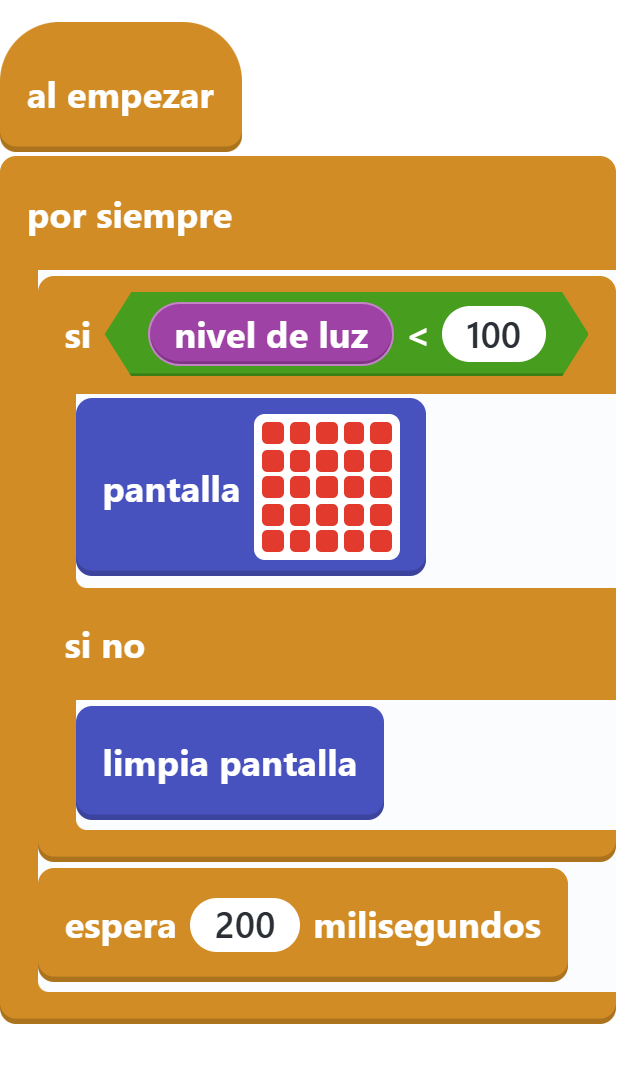 al empezar
por siempre
si nivel de luz < 100
pantalla
si no
limpia pantalla
espera 200 milisegundos